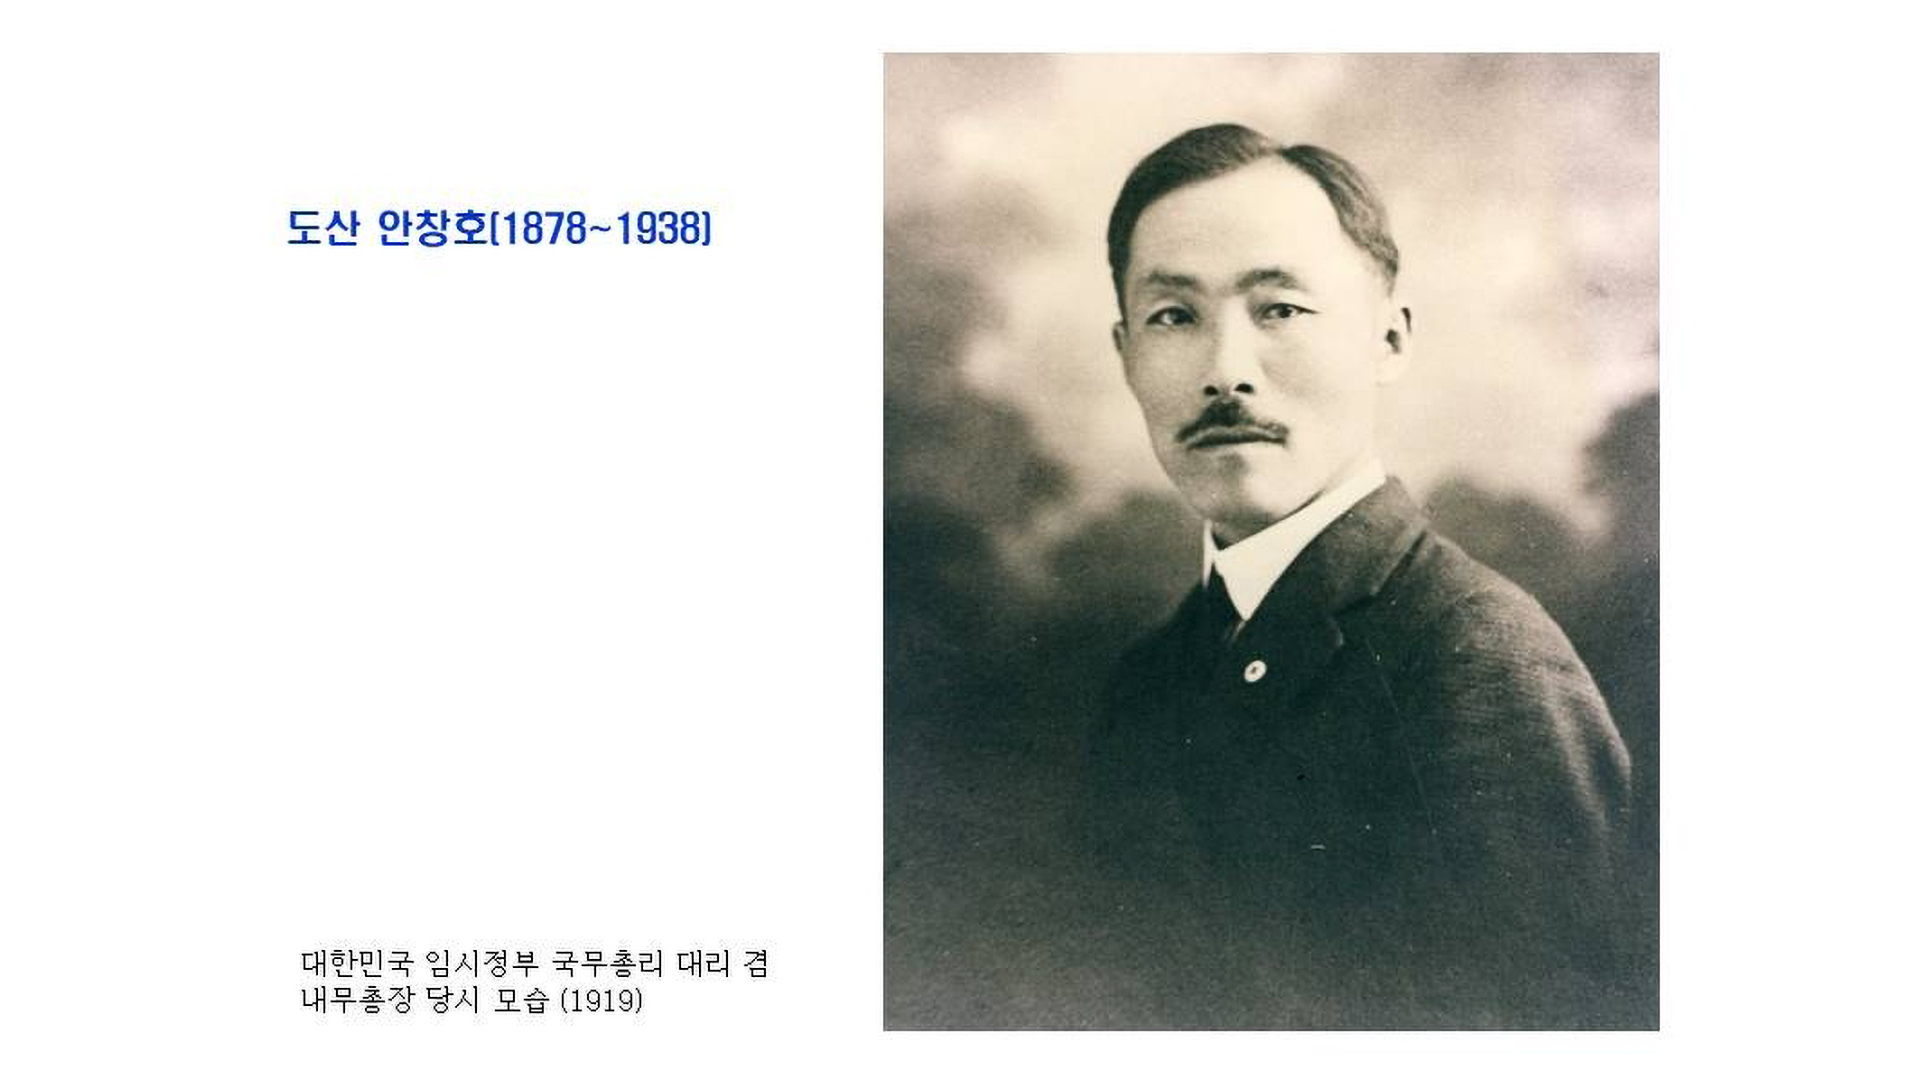 도산 안창호(1878~1938)
대한민국 임시정부 국무총리 대리 겸
내무총장 당시 모습 (1919)